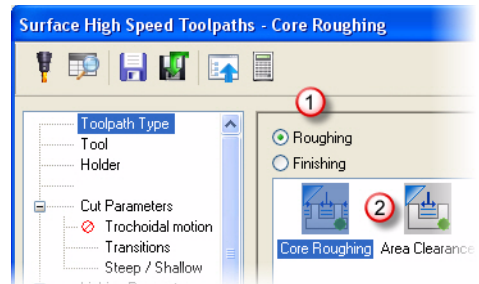 Surface High Speed Toolpaths - Core Roughing
1
Toolpath Type
Tool
Holder
Cut Parameters
Trochoidal motion
Transitions
Steep / Shallow
Roughing
Finishing
2
Core Roughing
Area Clearance